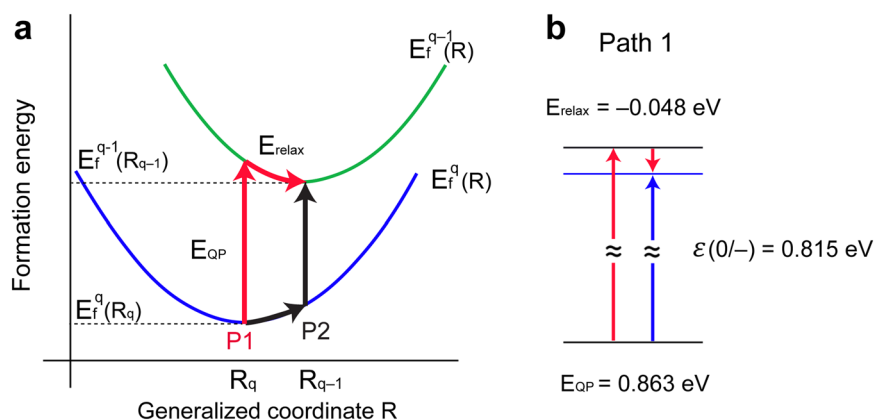 a
Formation energy
E_f^{q–1}(R)
E_relax
E_f^{q-1}(R_{q–1})
E_f^q(R)
E_QP
E_f^q(R_q)
P1
P2
R_q
R_{q–1}
Generalized coordinate R
b
Path 1
E_relax = –0.048 eV
≈
≈
ε(0/–) = 0.815 eV
E_QP = 0.863 eV